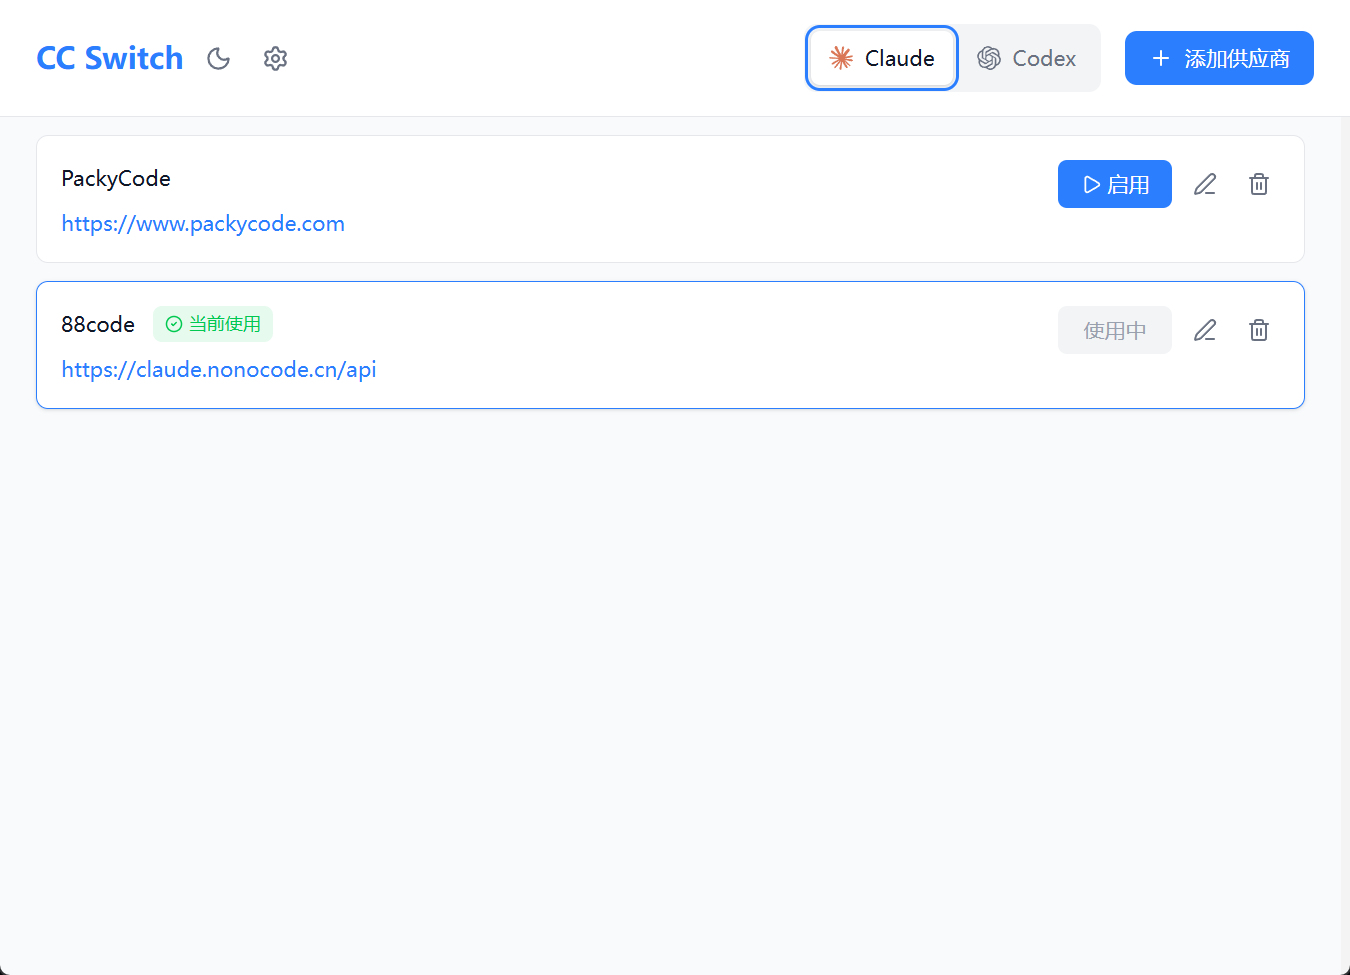 CC Switch
Claude
Codex
添加供应商
PackyCode
启用
https://www.packycode.com
88code
当前使用
使用中
https://claude.nonocode.cn/api